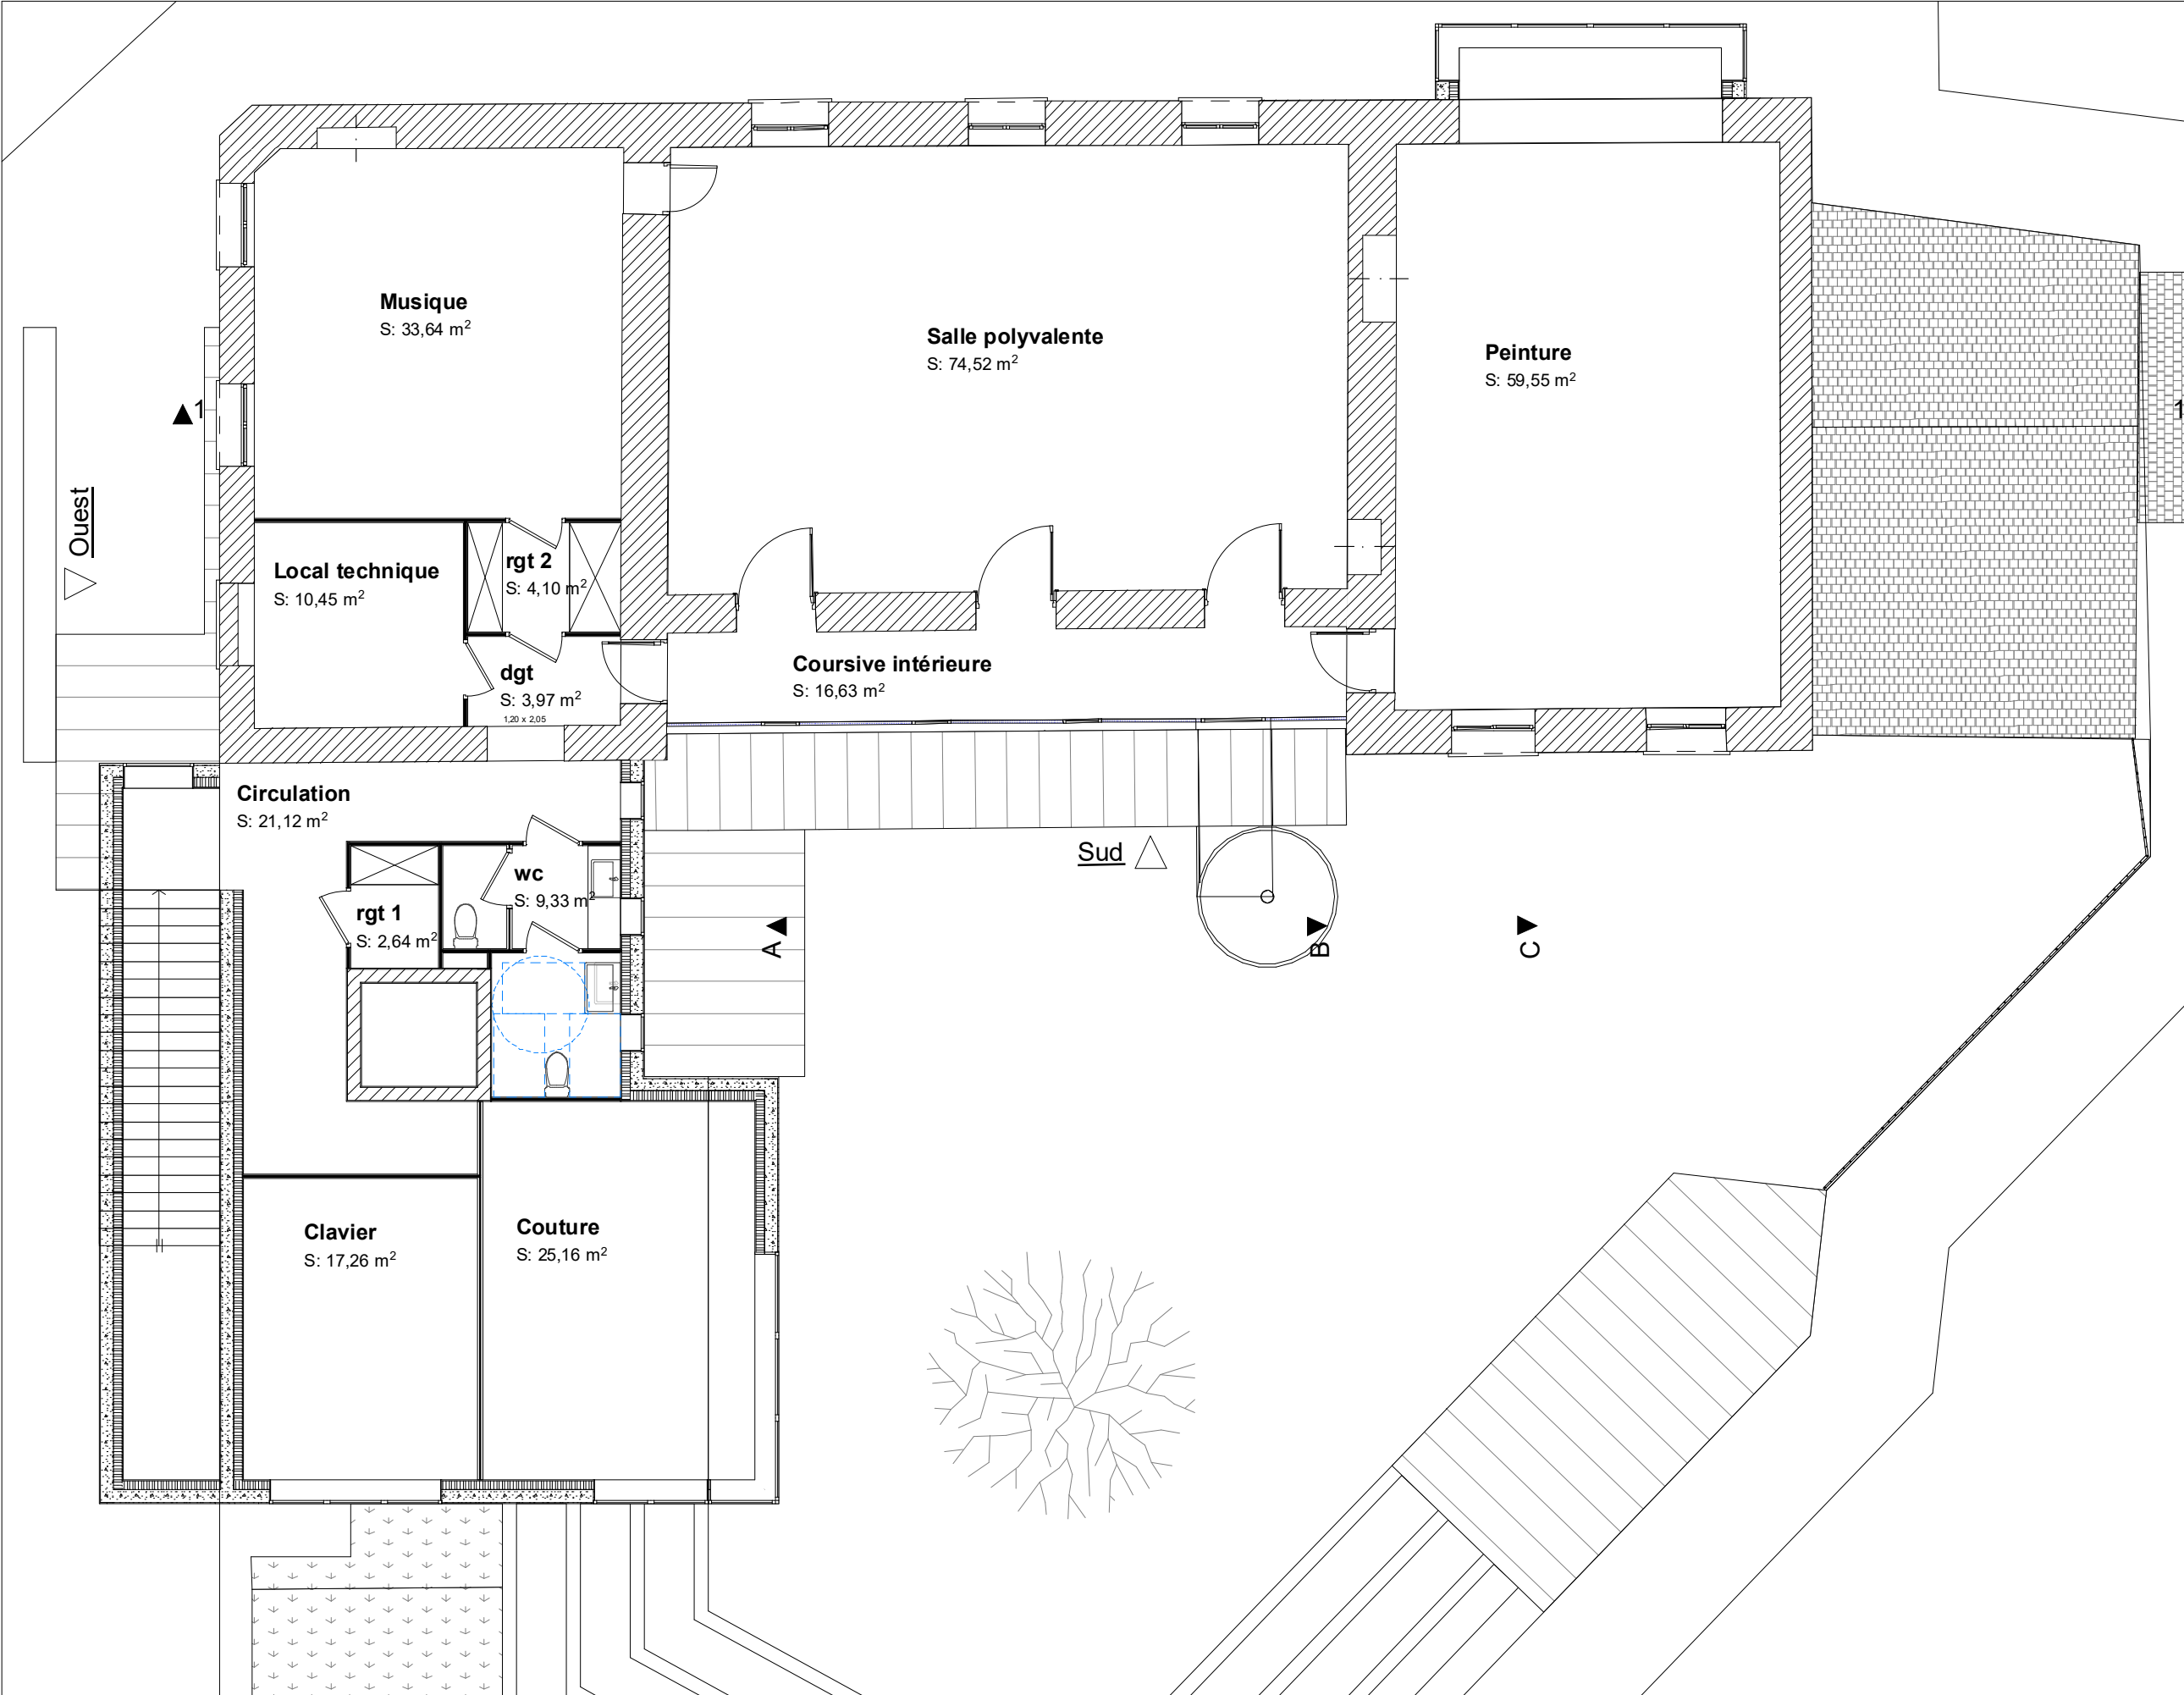 Musique
S: 33,64 m²
Salle polyvalente
S: 74,52 m²
Peinture
S: 59,55 m²
1
1
Ouest
Local technique
S: 10,45 m²
rgt 2
S: 4,10 m²
dgt
S: 3,97 m²
1,20 x 2,05
Coursive intérieure
S: 16,63 m²
Circulation
S: 21,12 m²
Sud
wc
S: 9,33 m²
rgt 1
S: 2,64 m²
A
B
C
Clavier
S: 17,26 m²
Couture
S: 25,16 m²